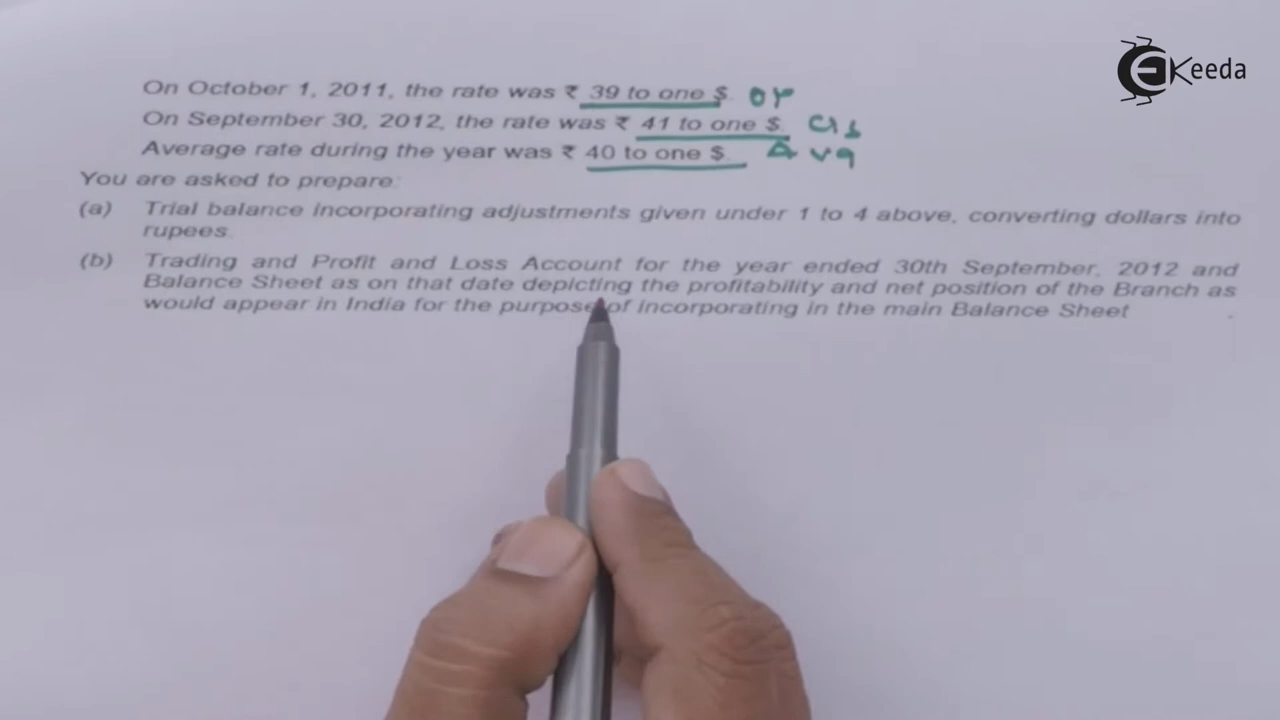 EKeeda
On October 1, 2011, the rate was ₹ 39 to one $. op
On September 30, 2012, the rate was ₹ 41 to one $. Cls
Average rate during the year was ₹ 40 to one $. Avg
You are asked to prepare:
(a) Trial balance incorporating adjustments given under 1 to 4 above, converting dollars into
rupees.
(b) Trading and Profit and Loss Account for the year ended 30th September, 2012 and
Balance Sheet as on that date depicting the profitability and net position of the Branch as
would appear in India for the purpose of incorporating in the main Balance Sheet